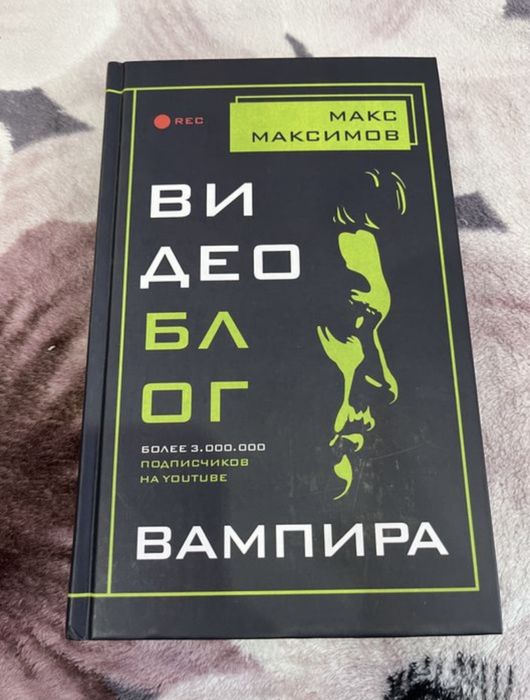 REC
МАКС
МАКСИМОВ
ВИ
ДЕО
БЛ
ОГ
БОЛЕЕ 3.000.000
ПОДПИСЧИКОВ
НА YOUTUBE
ВАМПИРА